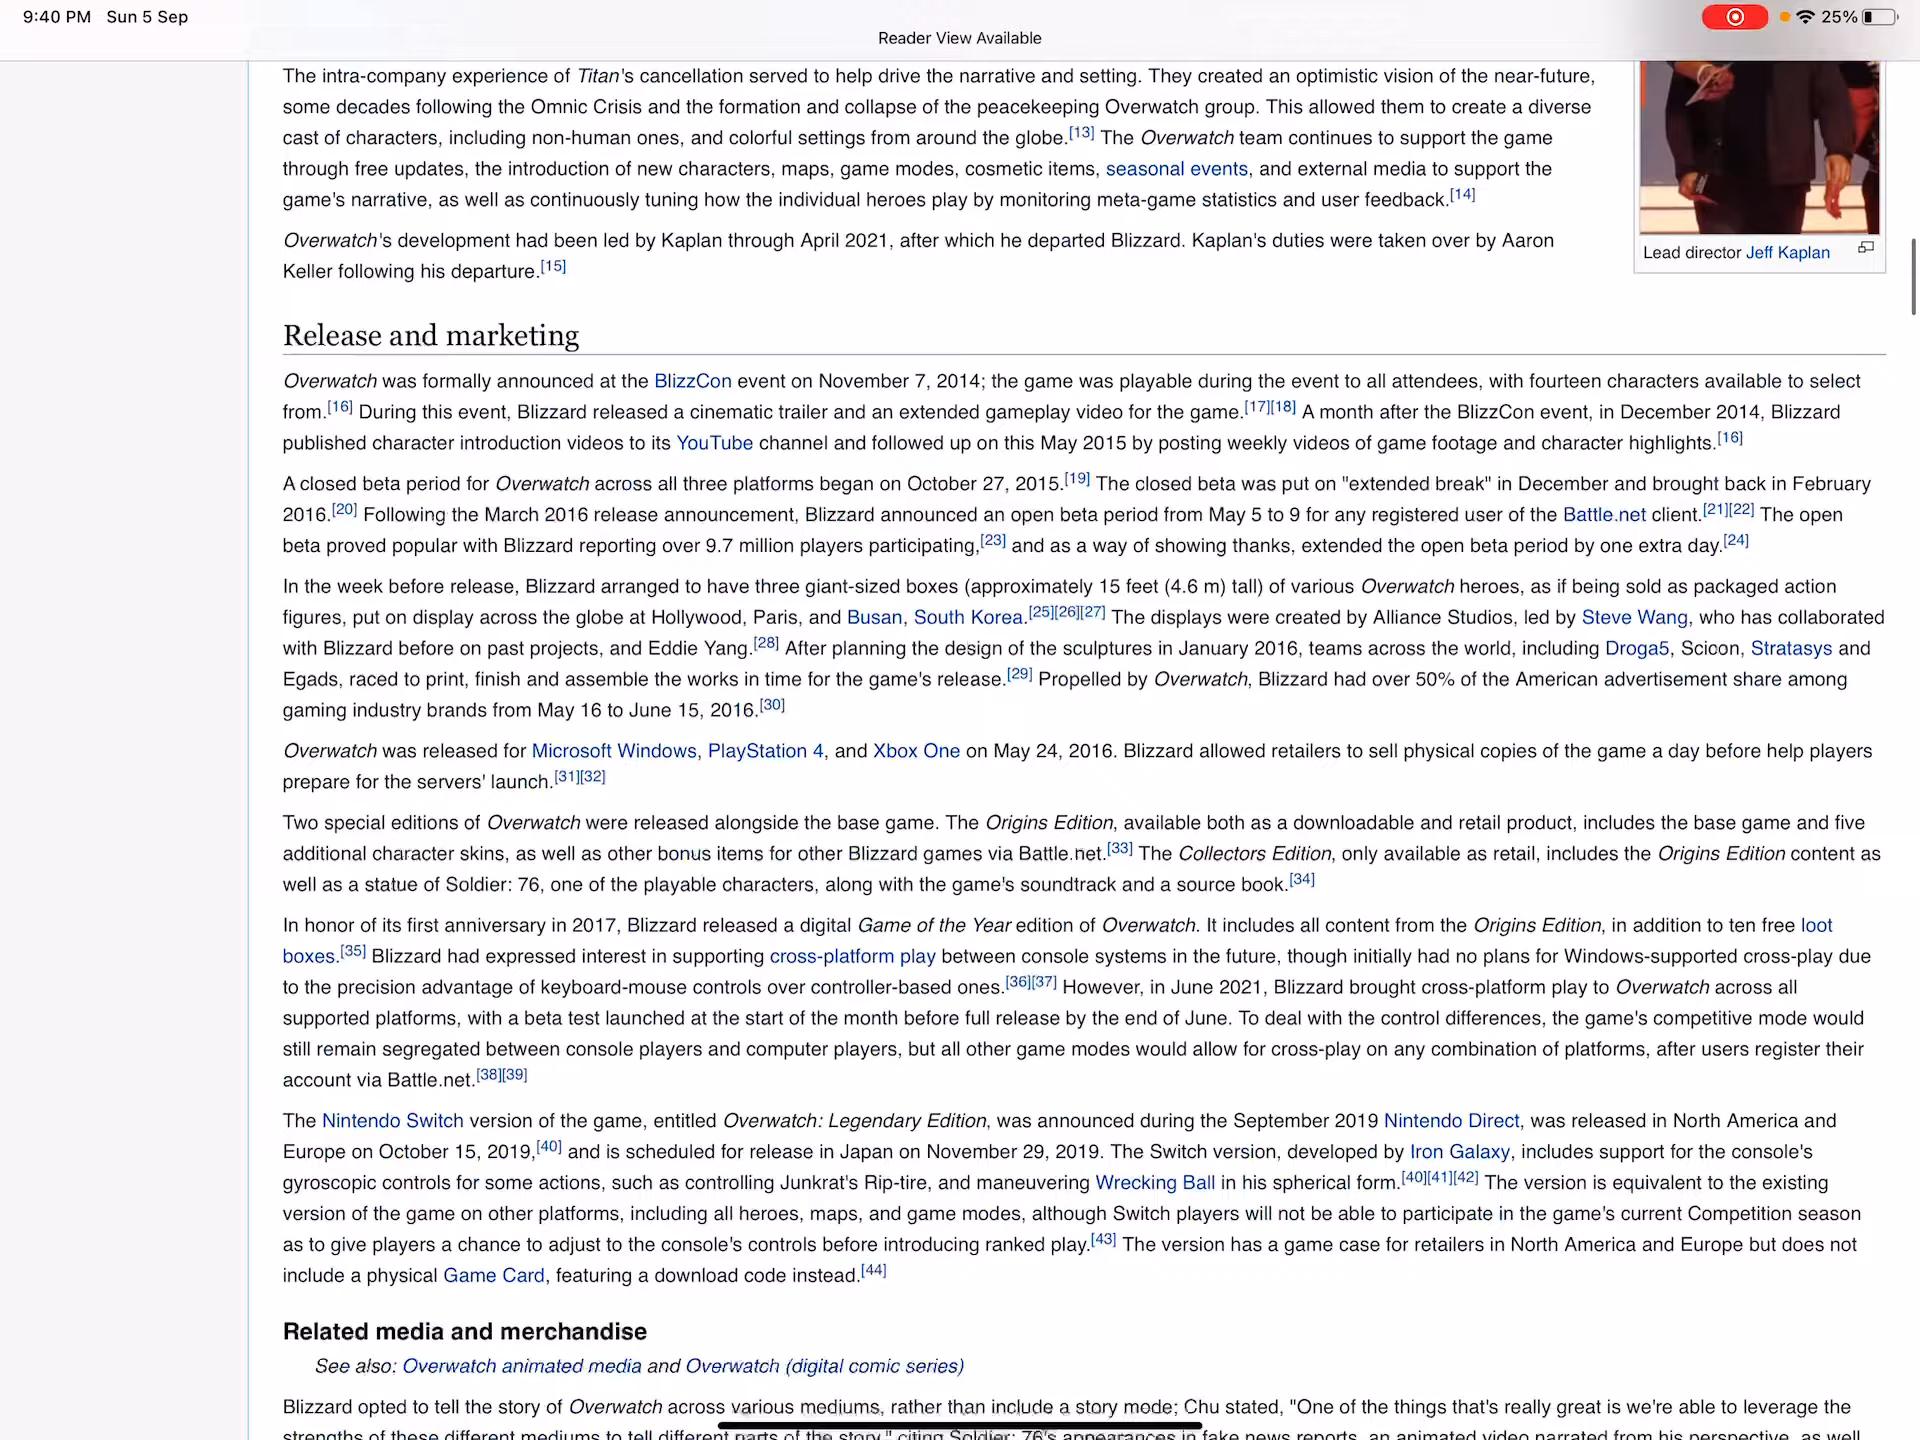 9:40 PM Sun 5 Sep
25%
Reader View Available
The intra-company experience of Titan's cancellation served to help drive the narrative and setting. They created an optimistic vision of the near-future,
some decades following the Omnic Crisis and the formation and collapse of the peacekeeping Overwatch group. This allowed them to create a diverse
cast of characters, including non-human ones, and colorful settings from around the globe.[13] The Overwatch team continues to support the game
through free updates, the introduction of new characters, maps, game modes, cosmetic items, seasonal events, and external media to support the
game's narrative, as well as continuously tuning how the individual heroes play by monitoring meta-game statistics and user feedback.[14]
Overwatch's development had been led by Kaplan through April 2021, after which he departed Blizzard. Kaplan's duties were taken over by Aaron
Keller following his departure.[15]
Lead director Jeff Kaplan
Release and marketing
Overwatch was formally announced at the BlizzCon event on November 7, 2014; the game was playable during the event to all attendees, with fourteen characters available to select
from.[16] During this event, Blizzard released a cinematic trailer and an extended gameplay video for the game.[17][18] A month after the BlizzCon event, in December 2014, Blizzard
published character introduction videos to its YouTube channel and followed up on this May 2015 by posting weekly videos of game footage and character highlights.[16]
A closed beta period for Overwatch across all three platforms began on October 27, 2015.[19] The closed beta was put on "extended break" in December and brought back in February
2016.[20] Following the March 2016 release announcement, Blizzard announced an open beta period from May 5 to 9 for any registered user of the Battle.net client.[21][22] The open
beta proved popular with Blizzard reporting over 9.7 million players participating,[23] and as a way of showing thanks, extended the open beta period by one extra day.[24]
In the week before release, Blizzard arranged to have three giant-sized boxes (approximately 15 feet (4.6 m) tall) of various Overwatch heroes, as if being sold as packaged action
figures, put on display across the globe at Hollywood, Paris, and Busan, South Korea.[25][26][27] The displays were created by Alliance Studios, led by Steve Wang, who has collaborated
with Blizzard before on past projects, and Eddie Yang.[28] After planning the design of the sculptures in January 2016, teams across the world, including Droga5, Scicon, Stratasys and
Egads, raced to print, finish and assemble the works in time for the game's release.[29] Propelled by Overwatch, Blizzard had over 50% of the American advertisement share among
gaming industry brands from May 16 to June 15, 2016.[30]
Overwatch was released for Microsoft Windows, PlayStation 4, and Xbox One on May 24, 2016. Blizzard allowed retailers to sell physical copies of the game a day before help players
prepare for the servers' launch.[31][32]
Two special editions of Overwatch were released alongside the base game. The Origins Edition, available both as a downloadable and retail product, includes the base game and five
additional character skins, as well as other bonus items for other Blizzard games via Battle.net.[33] The Collectors Edition, only available as retail, includes the Origins Edition content as
well as a statue of Soldier: 76, one of the playable characters, along with the game's soundtrack and a source book.[34]
In honor of its first anniversary in 2017, Blizzard released a digital Game of the Year edition of Overwatch. It includes all content from the Origins Edition, in addition to ten free loot
boxes.[35] Blizzard had expressed interest in supporting cross-platform play between console systems in the future, though initially had no plans for Windows-supported cross-play due
to the precision advantage of keyboard-mouse controls over controller-based ones.[36][37] However, in June 2021, Blizzard brought cross-platform play to Overwatch across all
supported platforms, with a beta test launched at the start of the month before full release by the end of June. To deal with the control differences, the game's competitive mode would
still remain segregated between console players and computer players, but all other game modes would allow for cross-play on any combination of platforms, after users register their
account via Battle.net.[38][39]
The Nintendo Switch version of the game, entitled Overwatch: Legendary Edition, was announced during the September 2019 Nintendo Direct, was released in North America and
Europe on October 15, 2019,[40] and is scheduled for release in Japan on November 29, 2019. The Switch version, developed by Iron Galaxy, includes support for the console's
gyroscopic controls for some actions, such as controlling Junkrat's Rip-tire, and maneuvering Wrecking Ball in his spherical form.[40][41][42] The version is equivalent to the existing
version of the game on other platforms, including all heroes, maps, and game modes, although Switch players will not be able to participate in the game's current Competition season
as to give players a chance to adjust to the console's controls before introducing ranked play.[43] The version has a game case for retailers in North America and Europe but does not
include a physical Game Card, featuring a download code instead.[44]
Related media and merchandise
See also: Overwatch animated media and Overwatch (digital comic series)
Blizzard opted to tell the story of Overwatch across various mediums, rather than include a story mode; Chu stated, "One of the things that's really great is we're able to leverage the
strengths of these different mediums to tell different parts of the story," citing Soldier: 76's appearances in fake news reports, an animated video narrated from his perspective, as well